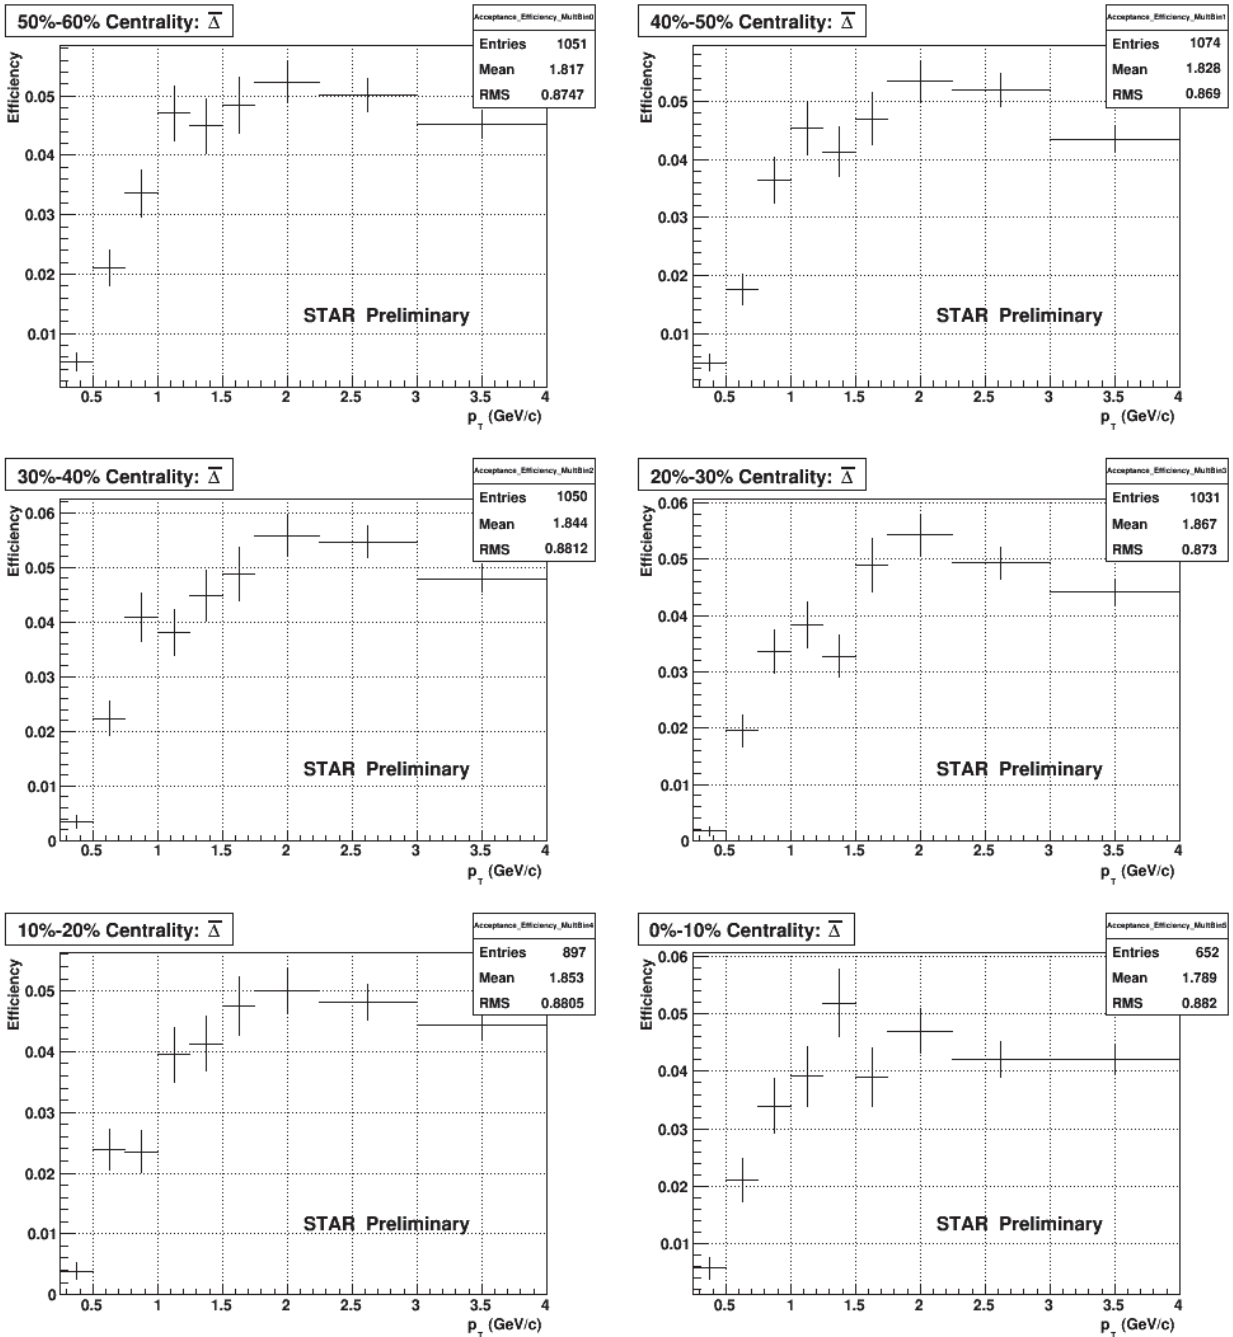 50%-60% Centrality: Δ̅
Acceptance_Efficiency_MultBin0
Entries 1051
Mean 1.817
RMS 0.8747
Efficiency
0.05
0.04
0.03
0.02
0.01
STAR Preliminary
0.5 1 1.5 2 2.5 3 3.5 4
p_T (GeV/c)
40%-50% Centrality: Δ̅
Acceptance_Efficiency_MultBin1
Entries 1074
Mean 1.828
RMS 0.869
Efficiency
0.05
0.04
0.03
0.02
0.01
STAR Preliminary
0.5 1 1.5 2 2.5 3 3.5 4
p_T (GeV/c)
30%-40% Centrality: Δ̅
Acceptance_Efficiency_MultBin2
Entries 1050
Mean 1.844
RMS 0.8812
Efficiency
0.06
0.05
0.04
0.03
0.02
0.01
0
STAR Preliminary
0.5 1 1.5 2 2.5 3 3.5 4
p_T (GeV/c)
20%-30% Centrality: Δ̅
Acceptance_Efficiency_MultBin3
Entries 1031
Mean 1.867
RMS 0.873
Efficiency
0.06
0.05
0.04
0.03
0.02
0.01
0
STAR Preliminary
0.5 1 1.5 2 2.5 3 3.5 4
p_T (GeV/c)
10%-20% Centrality: Δ̅
Acceptance_Efficiency_MultBin4
Entries 897
Mean 1.853
RMS 0.8805
Efficiency
0.05
0.04
0.03
0.02
0.01
0
STAR Preliminary
0.5 1 1.5 2 2.5 3 3.5 4
p_T (GeV/c)
0%-10% Centrality: Δ̅
Acceptance_Efficiency_MultBin5
Entries 652
Mean 1.789
RMS 0.882
Efficiency
0.06
0.05
0.04
0.03
0.02
0.01
STAR Preliminary
0.5 1 1.5 2 2.5 3 3.5 4
p_T (GeV/c)